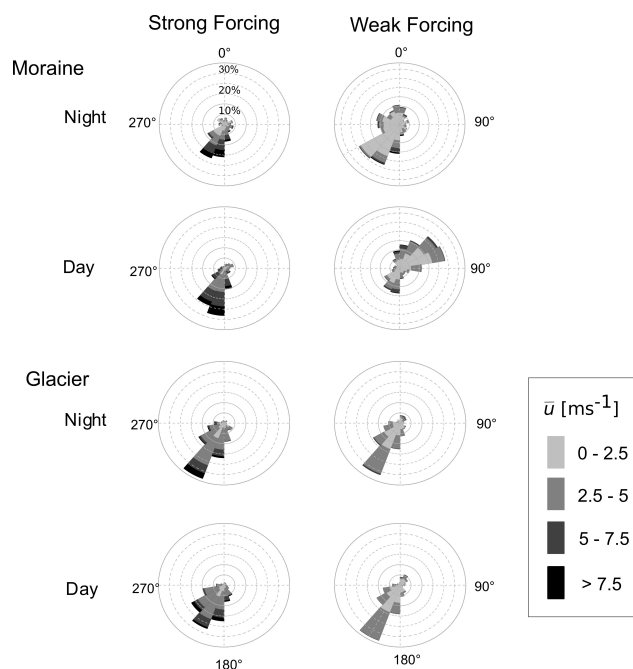 Strong Forcing Weak Forcing
0° 0°
Moraine
30%
20%
10%
Night 270° 90°
Day 270° 90°
Glacier
Night 270° 90°
Day 270° 90°
180° 180°
u̅ [ms⁻¹]
0 - 2.5
2.5 - 5
5 - 7.5
> 7.5